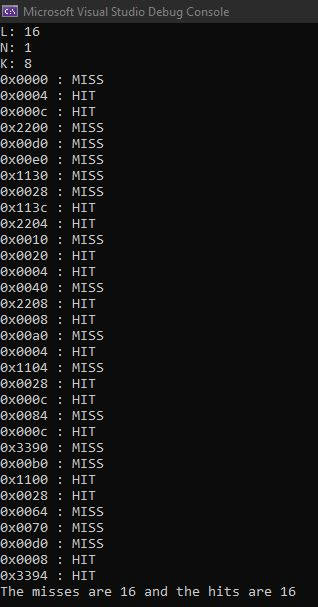 Microsoft Visual Studio Debug Console
L: 16
N: 1
K: 8
0x0000 : MISS
0x0004 : HIT
0x000c : HIT
0x2200 : MISS
0x00d0 : MISS
0x00e0 : MISS
0x1130 : MISS
0x0028 : MISS
0x113c : HIT
0x2204 : HIT
0x0010 : MISS
0x0020 : HIT
0x0004 : HIT
0x0040 : MISS
0x2208 : HIT
0x0008 : HIT
0x00a0 : MISS
0x0004 : HIT
0x1104 : MISS
0x0028 : HIT
0x000c : HIT
0x0084 : MISS
0x000c : HIT
0x3390 : MISS
0x00b0 : MISS
0x1100 : HIT
0x0028 : HIT
0x0064 : MISS
0x0070 : MISS
0x00d0 : MISS
0x0008 : HIT
0x3394 : HIT
The misses are 16 and the hits are 16